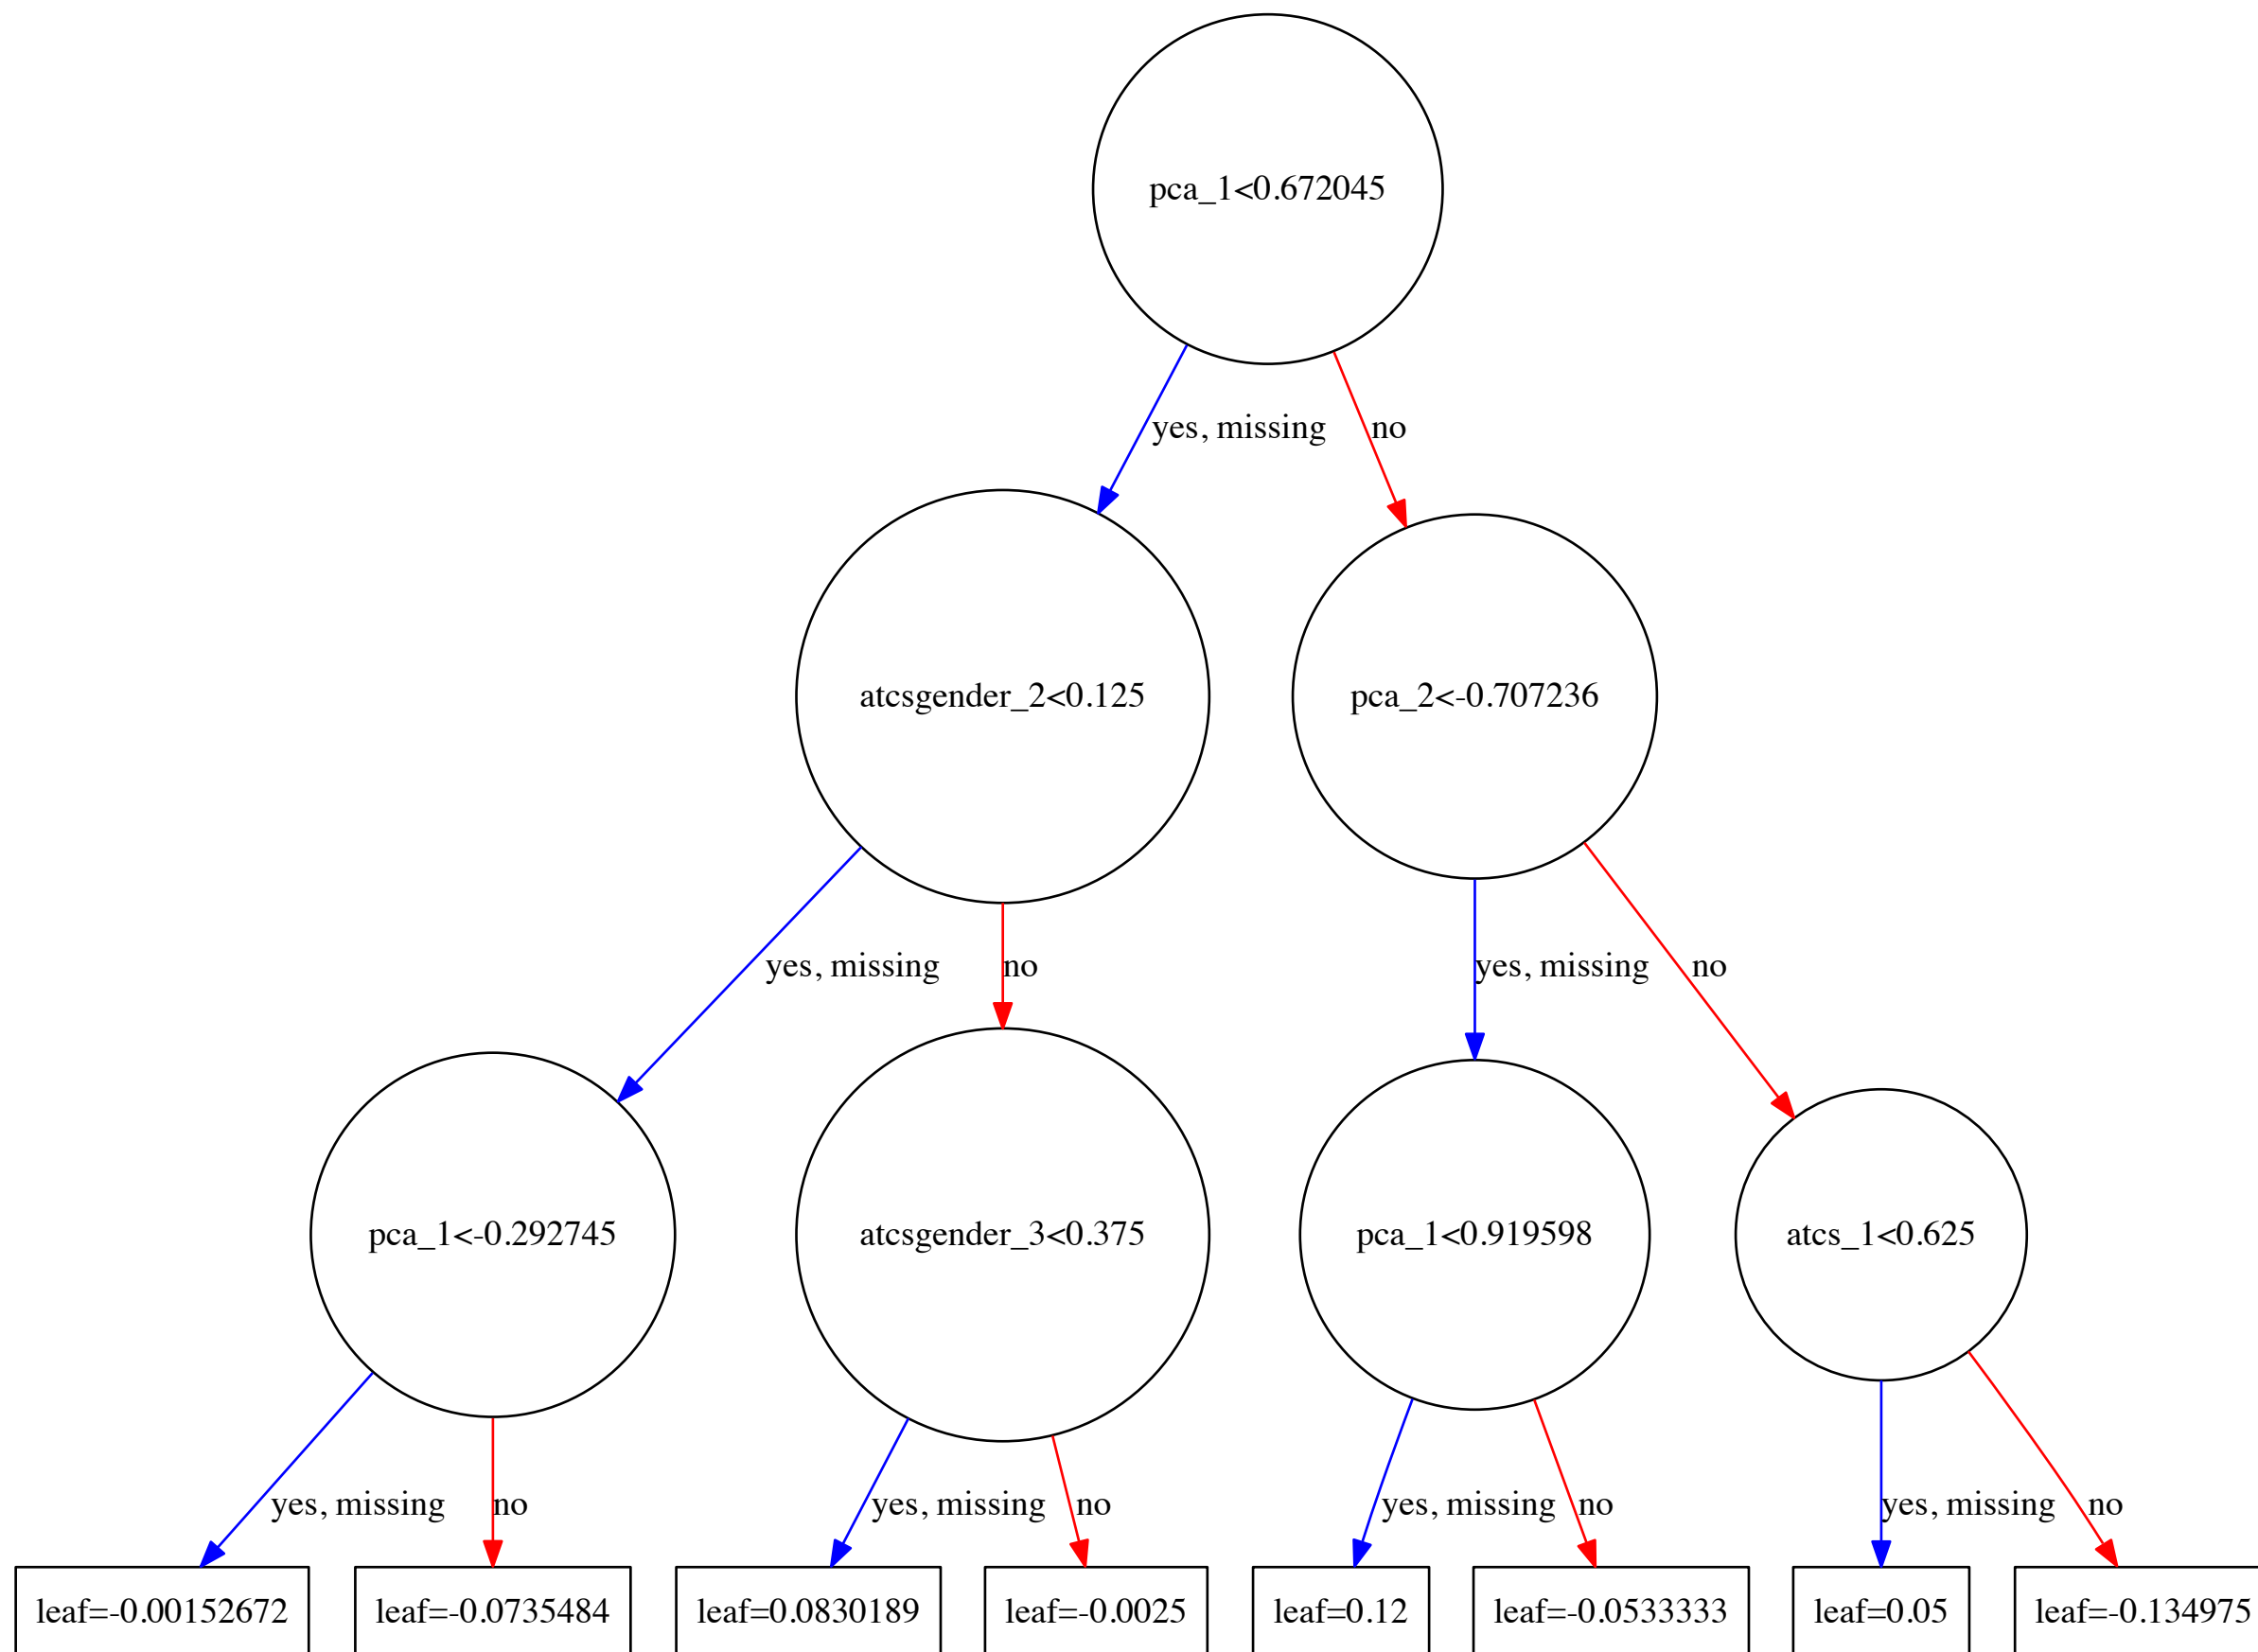 pca_1<0.672045
yes, missing
no
atcsgender_2<0.125
pca_2<-0.707236
yes, missing
no
yes, missing
no
pca_1<-0.292745
atcsgender_3<0.375
pca_1<0.919598
atcs_1<0.625
yes, missing
no
yes, missing
no
yes, missing
no
yes, missing
no
leaf=-0.00152672
leaf=-0.0735484
leaf=0.0830189
leaf=-0.0025
leaf=0.12
leaf=-0.0533333
leaf=0.05
leaf=-0.134975